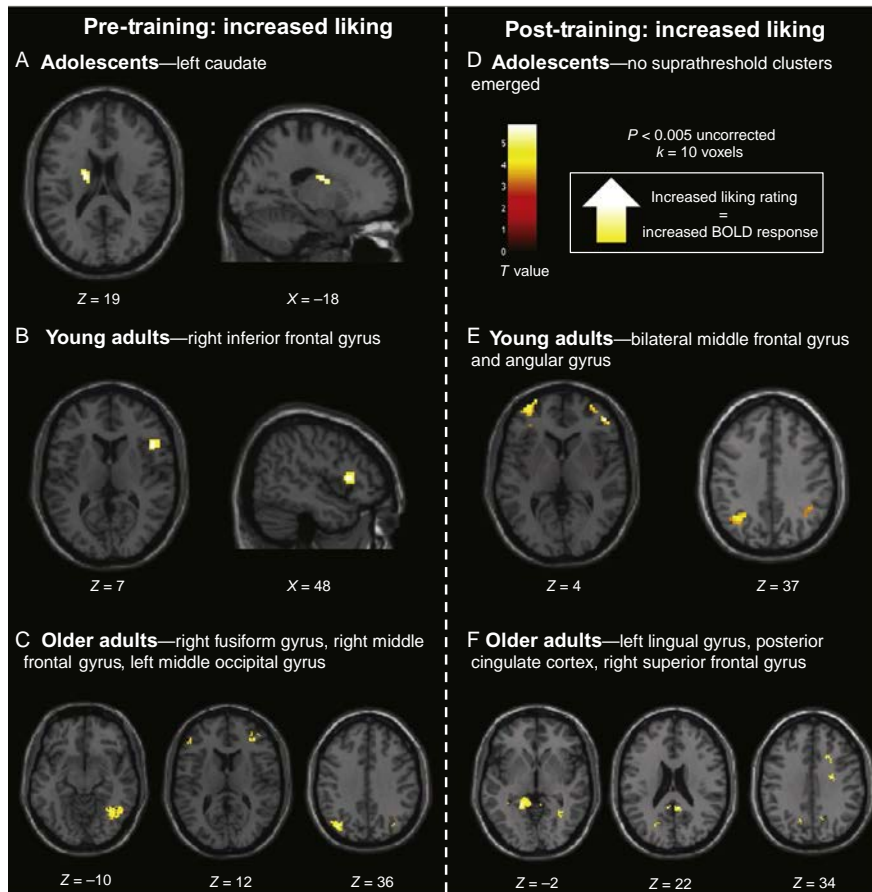 Pre-training: increased liking
A Adolescents—left caudate
Z = 19
X = –18
B Young adults—right inferior frontal gyrus
Z = 7
X = 48
C Older adults—right fusiform gyrus, right middle
frontal gyrus, left middle occipital gyrus
Z = –10
Z = 12
Z = 36
Post-training: increased liking
D Adolescents—no suprathreshold clusters
emerged
5
4
3
2
1
0
T value
P < 0.005 uncorrected
k = 10 voxels
Increased liking rating
=
increased BOLD response
E Young adults—bilateral middle frontal gyrus
and angular gyrus
Z = 4
Z = 37
F Older adults—left lingual gyrus, posterior
cingulate cortex, right superior frontal gyrus
Z = –2
Z = 22
Z = 34